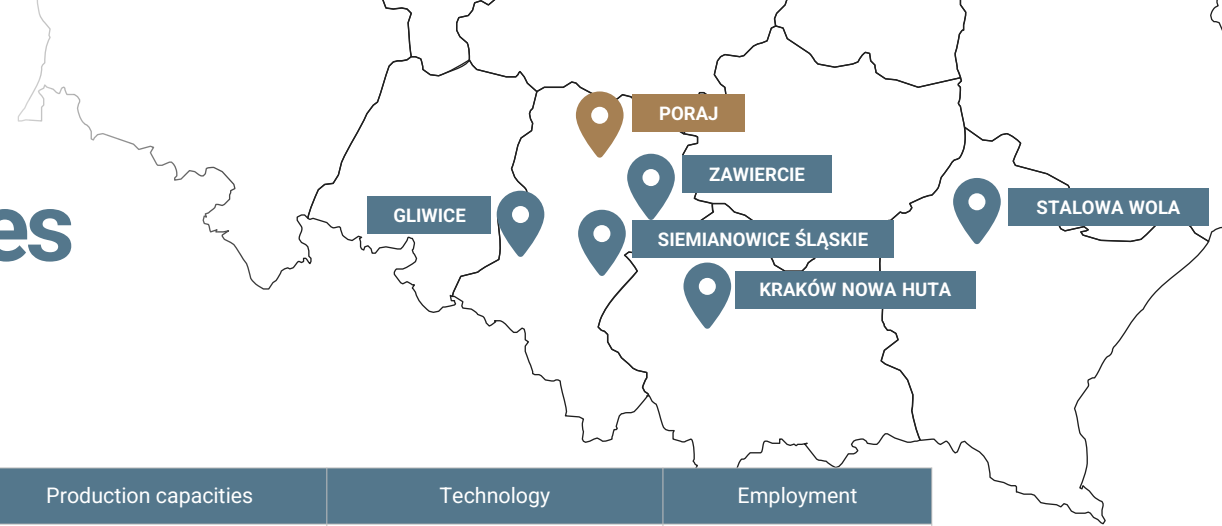 PORAJ
ZAWIERCIE
GLIWICE
STALOWA WOLA
es
SIEMIANOWICE ŚLĄSKIE
KRAKÓW NOWA HUTA
Production capacities
Technology
Employment